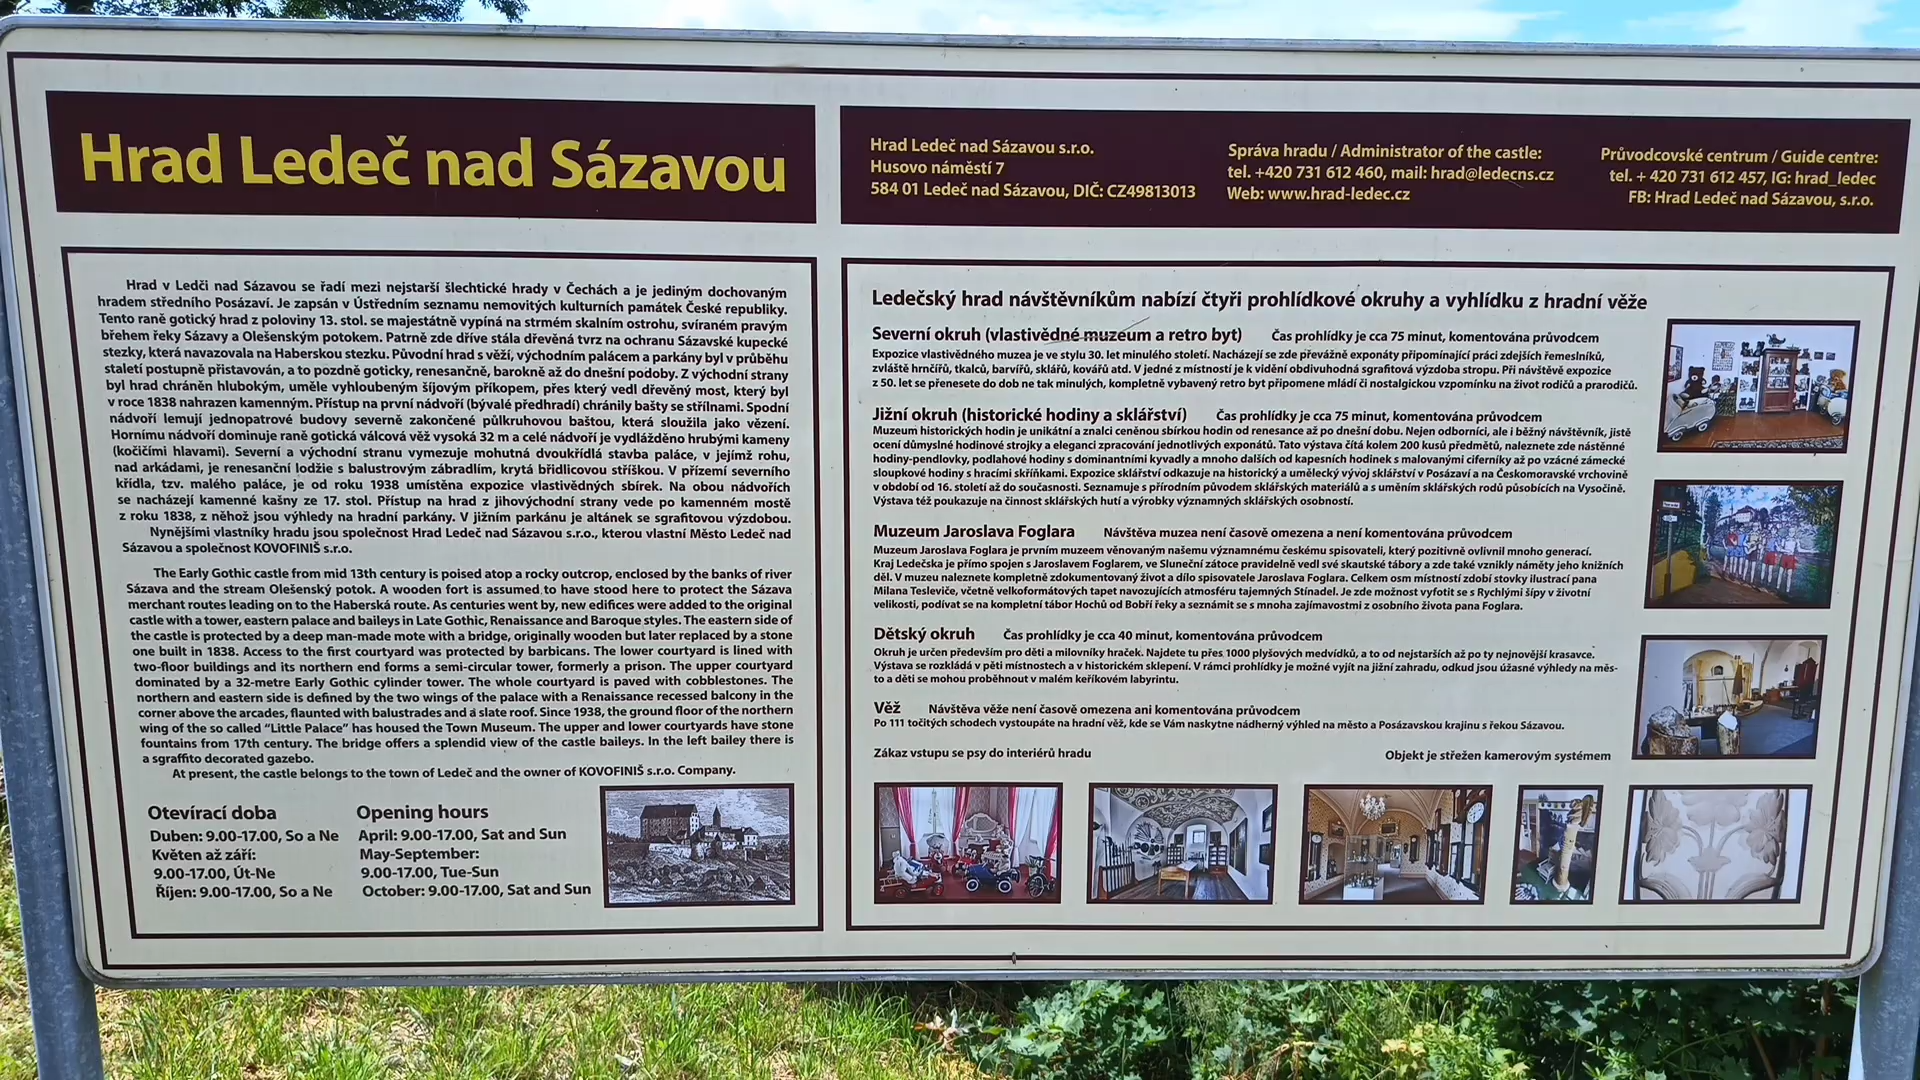 Hrad Ledeč nad Sázavou
Hrad Ledeč nad Sázavou s.r.o.
Husovo náměstí 7
584 01 Ledeč nad Sázavou, DIČ: CZ49813013
Správa hradu / Administrator of the castle:
tel. +420 731 612 460, mail: hrad@ledecns.cz
Web: www.hrad-ledec.cz
Průvodcovské centrum / Guide centre:
tel. + 420 731 612 457, IG: hrad_ledec
FB: Hrad Ledeč nad Sázavou, s.r.o.
Hrad v Ledči nad Sázavou se řadí mezi nejstarší šlechtické hrady v Čechách a je jediným dochovaným
hradem středního Posázaví. Je zapsán v Ústředním seznamu nemovitých kulturních památek České republiky.
Tento raně gotický hrad z poloviny 13. stol. se majestátně vypíná na strmém skalním ostrohu, svíraném pravým
břehem řeky Sázavy a Olešenským potokem. Patrně zde dříve stála dřevěná tvrz na ochranu Sázavské kupecké
stezky, která navazovala na Haberskou stezku. Původní hrad s věží, východním palácem a parkány byl v průběhu
staletí postupně přistavován, a to pozdně goticky, renesančně, barokně až do dnešní podoby. Z východní strany
byl hrad chráněn hlubokým, uměle vyhloubeným šíjovým příkopem, přes který vedl dřevěný most, který byl
v roce 1838 nahrazen kamenným. Přístup na první nádvoří (bývalé předhradí) chránily bašty se střílnami. Spodní
nádvoří lemují jednopatrové budovy severně zakončené půlkruhovou baštou, která sloužila jako vězení.
Hornímu nádvoří dominuje raně gotická válcová věž vysoká 32 m a celé nádvoří je vydlážděno hrubými kameny
(kočičími hlavami). Severní a východní stranu vymezuje mohutná dvoukřídlá stavba paláce, v jejímž rohu,
nad arkádami, je renesanční lodžie s balustrovým zábradlím, krytá břidlicovou stříškou. V přízemí severního
křídla, tzv. malého paláce, je od roku 1938 umístěna expozice vlastivědných sbírek. Na obou nádvořích
se nacházejí kamenné kašny ze 17. stol. Přístup na hrad z jihovýchodní strany vede po kamenném mostě
z roku 1838, z něhož jsou výhledy na hradní parkány. V jižním parkánu je altánek se sgrafitovou výzdobou.
Nynějšími vlastníky hradu jsou společnost Hrad Ledeč nad Sázavou s.r.o., kterou vlastní Město Ledeč nad
Sázavou a společnost KOVOFINIŠ s.r.o.
The Early Gothic castle from mid 13th century is poised atop a rocky outcrop, enclosed by the banks of river
Sázava and the stream Olešenský potok. A wooden fort is assumed to have stood here to protect the Sázava
merchant routes leading on to the Haberská route. As centuries went by, new edifices were added to the original
castle with a tower, eastern palace and baileys in Late Gothic, Renaissance and Baroque styles. The eastern side of
the castle is protected by a deep man-made mote with a bridge, originally wooden but later replaced by a stone
one built in 1838. Access to the first courtyard was protected by barbicans. The lower courtyard is lined with
two-floor buildings and its northern end forms a semi-circular tower, formerly a prison. The upper courtyard
dominated by a 32-metre Early Gothic cylinder tower. The whole courtyard is paved with cobblestones. The
northern and eastern side is defined by the two wings of the palace with a Renaissance recessed balcony in the
corner above the arcades, flaunted with balustrades and a slate roof. Since 1938, the ground floor of the northern
wing of the so called “Little Palace” has housed the Town Museum. The upper and lower courtyards have stone
fountains from 17th century. The bridge offers a splendid view of the castle baileys. In the left bailey there is
a sgraffito decorated gazebo.
At present, the castle belongs to the town of Ledeč and the owner of KOVOFINIŠ s.r.o. Company.
Otevírací doba
Duben: 9.00-17.00, So a Ne
Květen až září:
9.00-17.00, Út-Ne
Říjen: 9.00-17.00, So a Ne
Opening hours
April: 9.00-17.00, Sat and Sun
May-September:
9.00-17.00, Tue-Sun
October: 9.00-17.00, Sat and Sun
Ledečský hrad návštěvníkům nabízí čtyři prohlídkové okruhy a vyhlídku z hradní věže
Severní okruh (vlastivědné muzeum a retro byt) Čas prohlídky je cca 75 minut, komentována průvodcem
Expozice vlastivědného muzea je ve stylu 30. let minulého století. Nacházejí se zde převážně exponáty připomínající práci zdejších řemeslníků,
zvláště hrnčířů, tkalců, barvířů, sklářů, kovářů atd. V jedné z místností je k vidění obdivuhodná sgrafitová výzdoba stropu. Při návštěvě expozice
z 50. let se přenesete do dob ne tak minulých, kompletně vybavený retro byt připomene mládí či nostalgickou vzpomínku na život rodičů a prarodičů.
Jižní okruh (historické hodiny a sklářství) Čas prohlídky je cca 75 minut, komentována průvodcem
Muzeum historických hodin je unikátní a znalci ceněnou sbírkou hodin od renesance až po dnešní dobu. Nejen odborníci, ale i běžný návštěvník, jistě
ocení důmyslné hodinové strojky a eleganci zpracování jednotlivých exponátů. Tato výstava čítá kolem 200 kusů předmětů, naleznete zde nástěnné
hodiny-pendlovky, podlahové hodiny s dominantními kyvadly a mnoho dalších od kapesních hodinek s malovanými ciferníky až po vzácné zámecké
sloupkové hodiny s hracími skříňkami. Expozice sklářství odkazuje na historický a umělecký vývoj sklářství v Posázaví a na Českomoravské vrchovině
v období od 16. století až do současnosti. Seznamuje s přírodním původem sklářských materiálů a s uměním sklářských rodů působících na Vysočině.
Výstava též poukazuje na činnost sklářských hutí a výrobky významných sklářských osobností.
Muzeum Jaroslava Foglara Návštěva muzea není časově omezena a není komentována průvodcem
Muzeum Jaroslava Foglara je prvním muzeem věnovaným našemu významnému českému spisovateli, který pozitivně ovlivnil mnoho generací.
Kraj Ledečska je přímo spojen s Jaroslavem Foglarem, ve Sluneční zátoce pravidelně vedl své skautské tábory a zde také vznikly náměty jeho knižních
děl. V muzeu naleznete kompletně zdokumentovaný život a dílo spisovatele Jaroslava Foglara. Celkem osm místností zdobí stovky ilustrací pana
Milana Tesleviče, včetně velkoformátových tapet navozujících atmosféru tajemných Stínadel. Je zde možnost vyfotit se s Rychlými šípy v životní
velikosti, podívat se na kompletní tábor Hochů od Bobří řeky a seznámit se s mnoha zajímavostmi z osobního života pana Foglara.
Dětský okruh Čas prohlídky je cca 40 minut, komentována průvodcem
Okruh je určen především pro děti a milovníky hraček. Najdete tu přes 1000 plyšových medvídků, a to od nejstarších až po ty nejnovější krasavce.
Výstava se rozkládá v pěti místnostech a v historickém sklepení. V rámci prohlídky je možné vyjít na jižní zahradu, odkud jsou úžasné výhledy na měs-
to a děti se mohou proběhnout v malém keříkovém labyrintu.
Věž Návštěva věže není časově omezena ani komentována průvodcem
Po 111 točitých schodech vystoupáte na hradní věž, kde se Vám naskytne nádherný výhled na město a Posázavskou krajinu s řekou Sázavou.
Zákaz vstupu se psy do interiérů hradu
Objekt je střežen kamerovým systémem